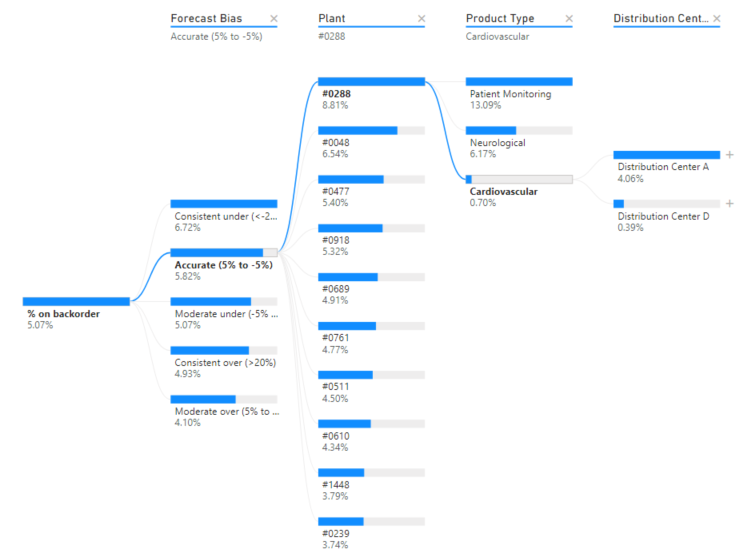 Forecast Bias ×
Accurate (5% to -5%)
Plant ×
#0288
Product Type ×
Cardiovascular
Distribution Cent... ×
% on backorder
5.07%
Consistent under (<-2...
6.72%
Accurate (5% to -5%)
5.82%
Moderate under (-5% ...
5.07%
Consistent over (>20%)
4.93%
Moderate over (5% to ...
4.10%
#0288
8.81%
#0048
6.54%
#0477
5.40%
#0918
5.32%
#0689
4.91%
#0761
4.77%
#0511
4.50%
#0610
4.34%
#1448
3.79%
#0239
3.74%
Patient Monitoring
13.09%
Neurological
6.17%
Cardiovascular
0.70%
Distribution Center A
4.06%
Distribution Center D
0.39%